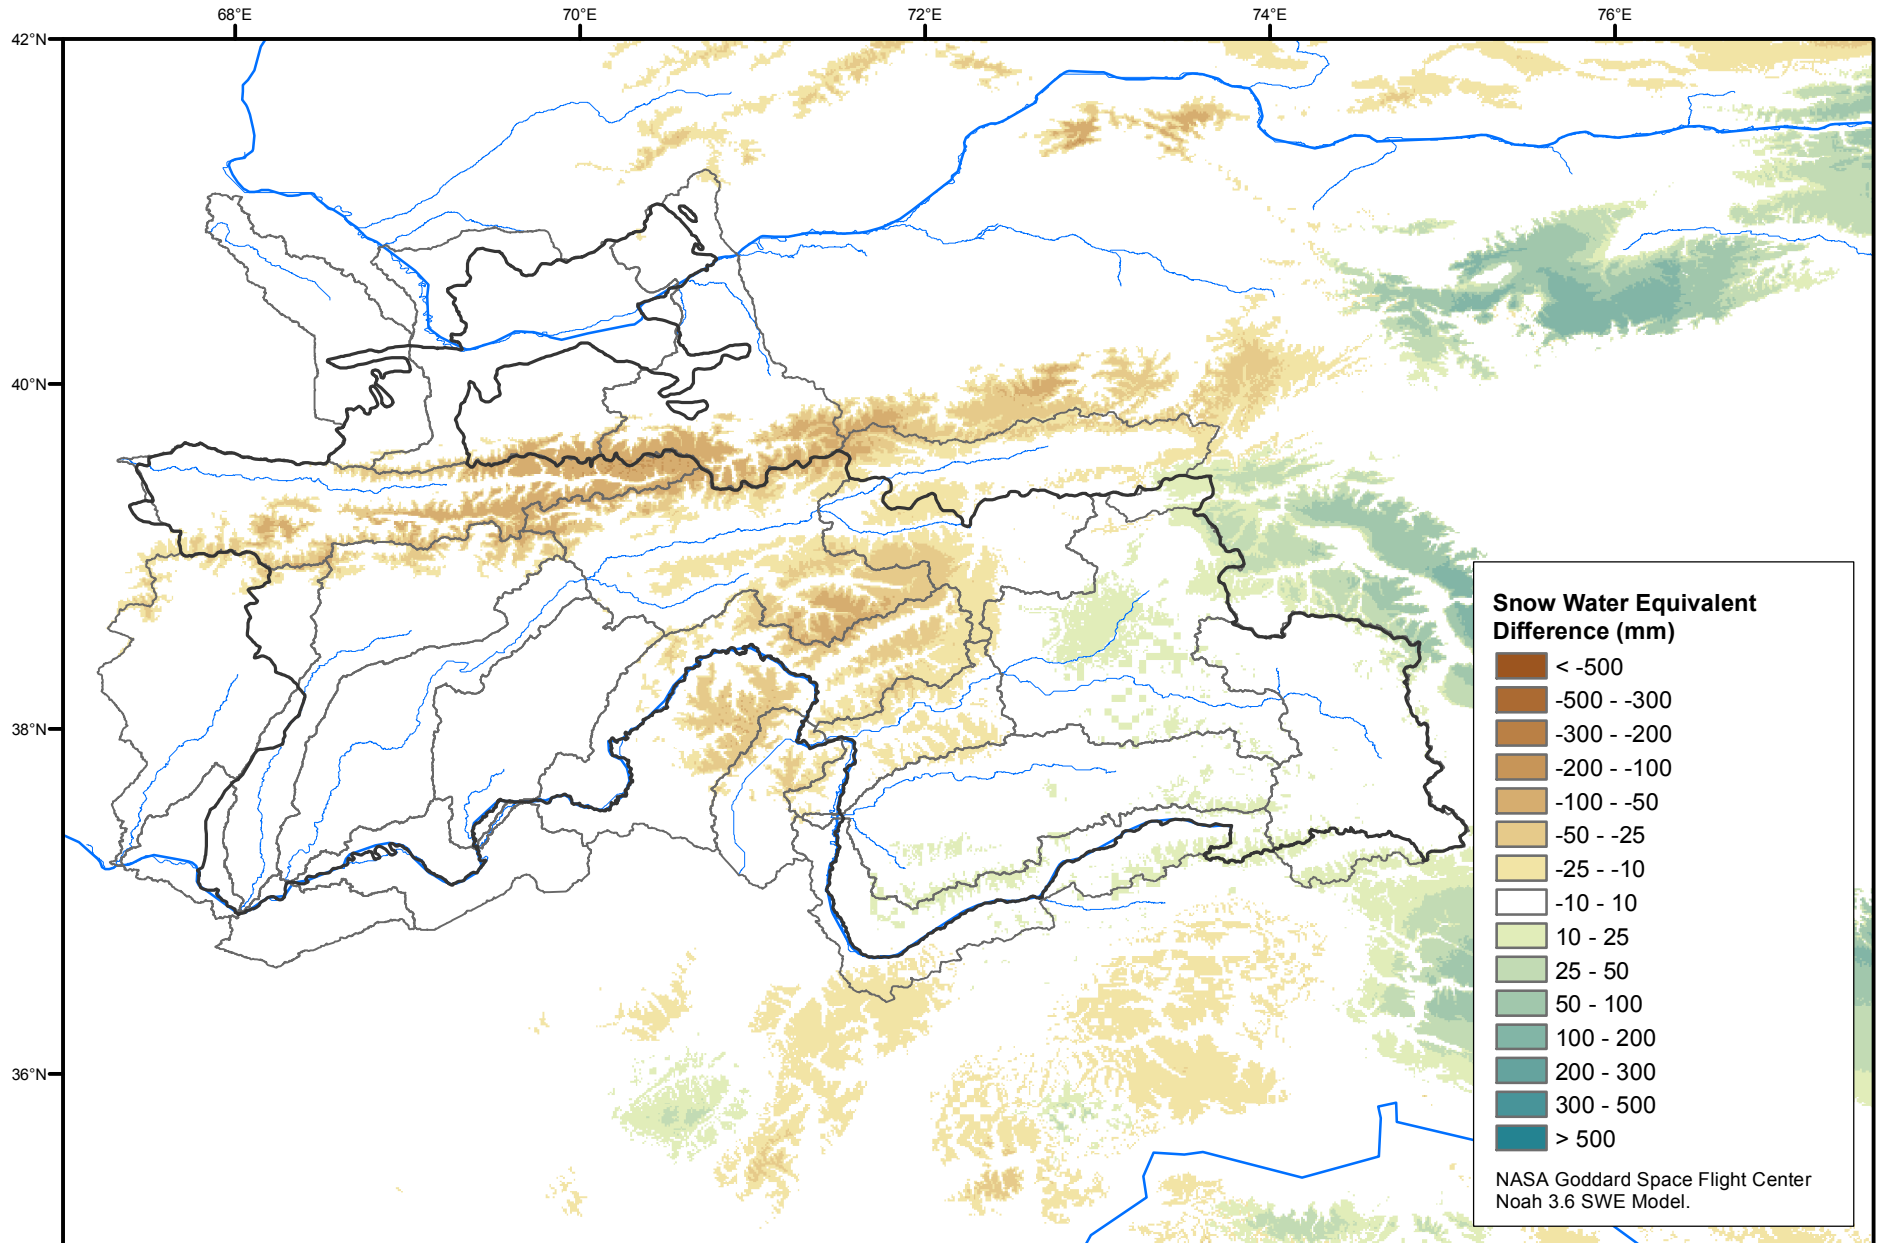 68°E
70°E
72°E
74°E
76°E
42°N
40°N
38°N
36°N
Snow Water Equivalent
Difference (mm)
< -500
-500 - -300
-300 - -200
-200 - -100
-100 - -50
-50 - -25
-25 - -10
-10 - 10
10 - 25
25 - 50
50 - 100
100 - 200
200 - 300
300 - 500
> 500
NASA Goddard Space Flight Center
Noah 3.6 SWE Model.